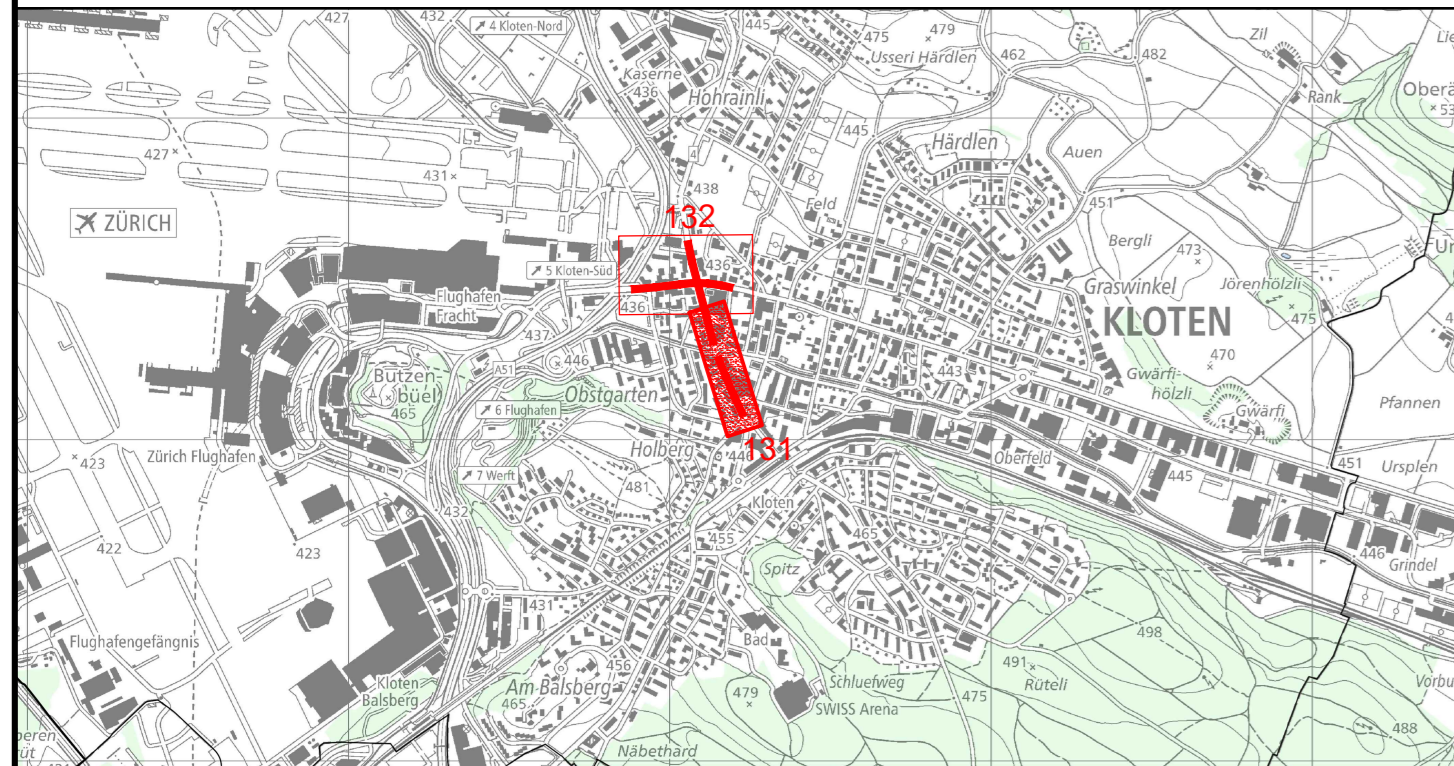 427
432
4 Kloten-Nord
445
475
479
Usseri Härdlen
462
482
Zil
Kaserne
436
Hohrainli
Rank
Oberä
53
427
431
4
445
Härdlen
Auen
438
451
ZÜRICH
132
Feld
Bergli
473
Fur
5 Kloten-Süd
436
Flughafen
Fracht
436
437
Graswinkel
Jörenhölzli
475
KLOTEN
446
A51
443
470
Butzen-
büel
465
Obstgarten
Gwärfi-
hölzli
Gwärfi
Pfannen
6 Flughafen
131
Holberg
446
423
Zürich Flughafen
7 Werft
481
Oberfeld
445
451
Ursplen
432
Kloten
422
423
455
465
446
Grindel
Spitz
431
498
Flughafengefängnis
Bad
456
491
Rüteli
Kloten
Balsberg
Am Balsberg
465
479
Schluefweg
SWISS Arena
475
Vorbu
488
Näbethard